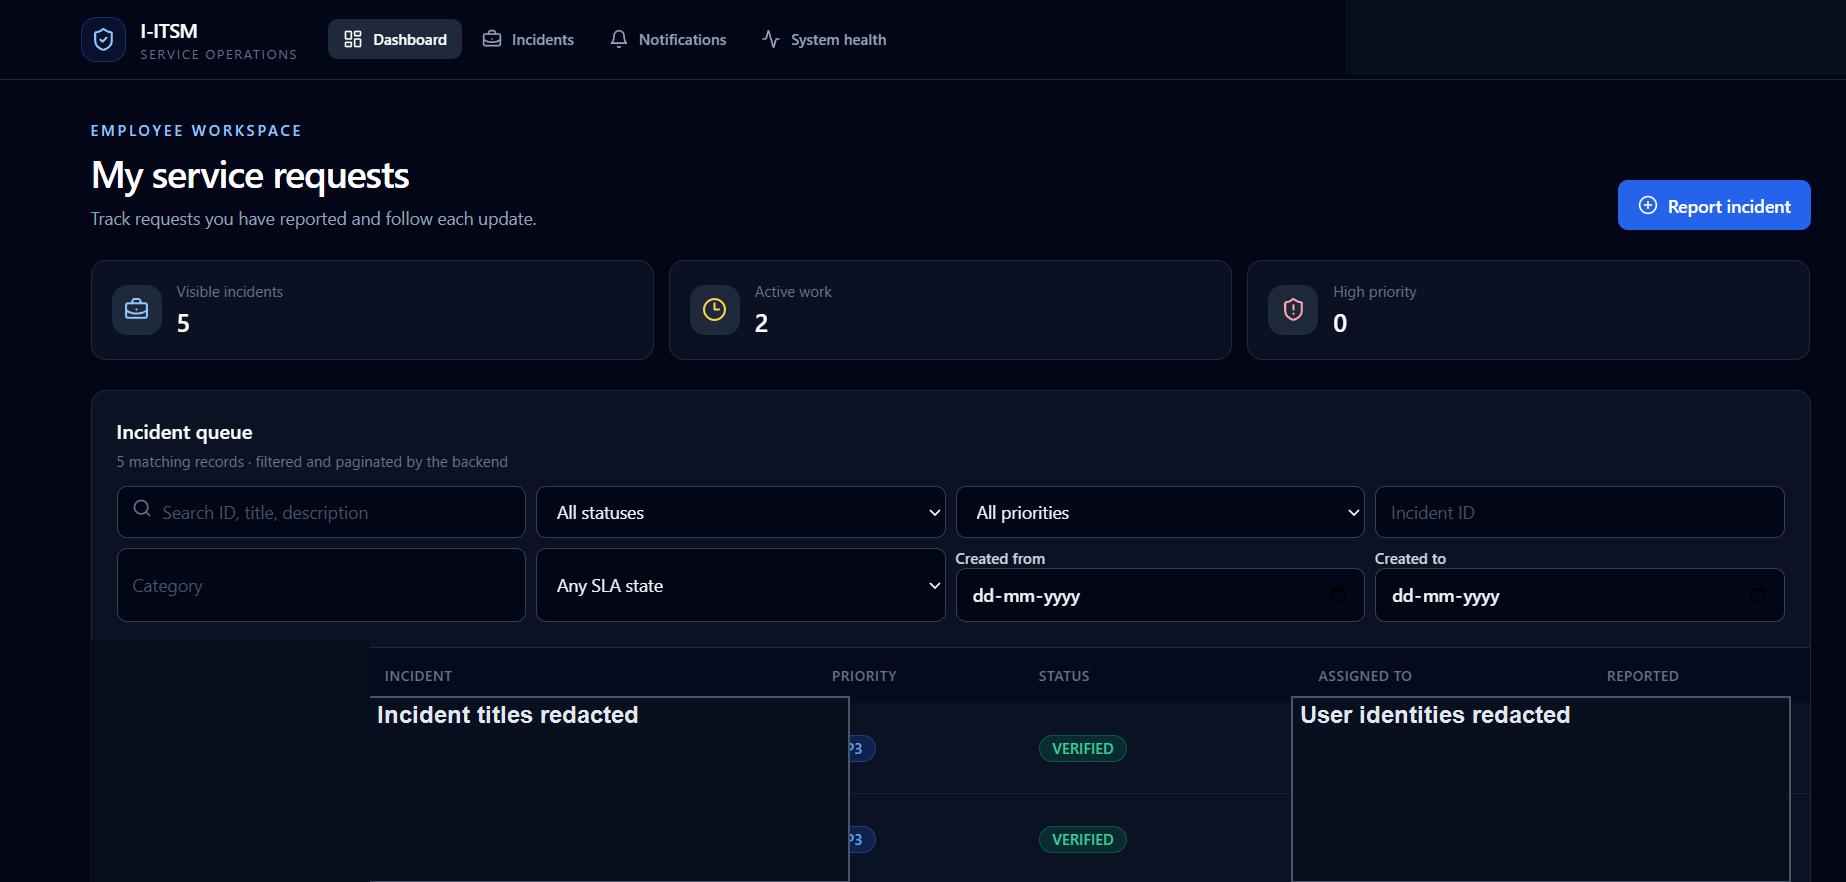 I-ITSM
SERVICE OPERATIONS
Dashboard
Incidents
Notifications
System health
EMPLOYEE WORKSPACE
My service requests
Track requests you have reported and follow each update.
Report incident
Visible incidents
5
Active work
2
High priority
0
Incident queue
5 matching records · filtered and paginated by the backend
Search ID, title, description
All statuses
All priorities
Incident ID
Category
Any SLA state
Created from
dd-mm-yyyy
Created to
dd-mm-yyyy
INCIDENT PRIORITY STATUS ASSIGNED TO REPORTED
Incident titles redacted
User identities redacted
P3 VERIFIED
P3 VERIFIED